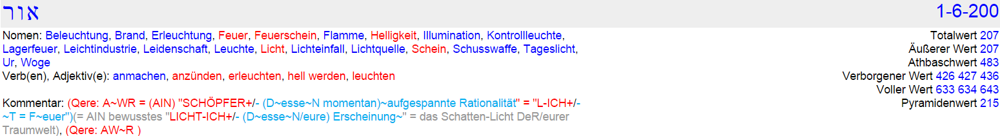 אור 1-6-200
Nomen: Beleuchtung, Brand, Erleuchtung, Feuer, Feuerschein, Flamme, Helligkeit, Illumination, Kontrollleuchte,
Lagerfeuer, Leichtindustrie, Leidenschaft, Leuchte, Licht, Lichteinfall, Lichtquelle, Schein, Schusswaffe, Tageslicht,
Ur, Woge
Verb(en), Adjektiv(e): anmachen, anzünden, erleuchten, hell werden, leuchten
Kommentar: (Qere: A~WR = (AIN) "SCHÖPFER+/- (D~esse~N momentan)~aufgespannte Rationalität" = "L-ICH+/-
~T = F~euer")(= AIN bewusstes "LICHT-ICH+/- (D~esse~N/eure) Erscheinung~" = das Schatten-Licht DeR/eurer
Traumwelt), (Qere: AW~R )
Totalwert 207
Äußerer Wert 207
Athbaschwert 483
Verborgener Wert 426 427 436
Voller Wert 633 634 643
Pyramidenwert 215